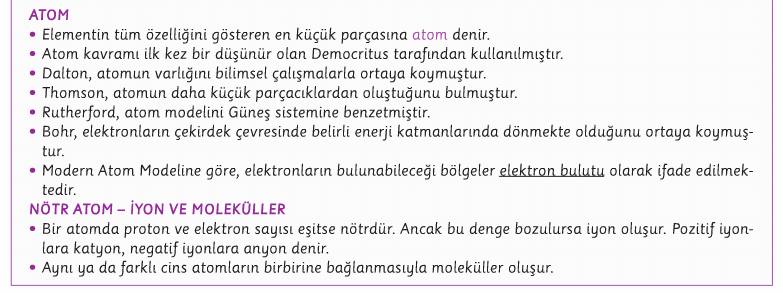 ATOM
• Elementin tüm özelliğini gösteren en küçük parçasına atom denir.
• Atom kavramı ilk kez bir düşünür olan Democritus tarafından kullanılmıştır.
• Dalton, atomun varlığını bilimsel çalışmalarla ortaya koymuştur.
• Thomson, atomun daha küçük parçacıklardan oluştuğunu bulmuştur.
• Rutherford, atom modelini Güneş sistemine benzetmiştir.
• Bohr, elektronların çekirdek çevresinde belirli enerji katmanlarında dönmekte olduğunu ortaya koymuş-
tur.
• Modern Atom Modeline göre, elektronların bulunabileceği bölgeler elektron bulutu olarak ifade edilmek-
tedir.
NÖTR ATOM – İYON VE MOLEKÜLLER
• Bir atomda proton ve elektron sayısı eşitse nötrdür. Ancak bu denge bozulursa iyon oluşur. Pozitif iyon-
lara katyon, negatif iyonlara anyon denir.
• Aynı ya da farklı cins atomların birbirine bağlanmasıyla moleküller oluşur.